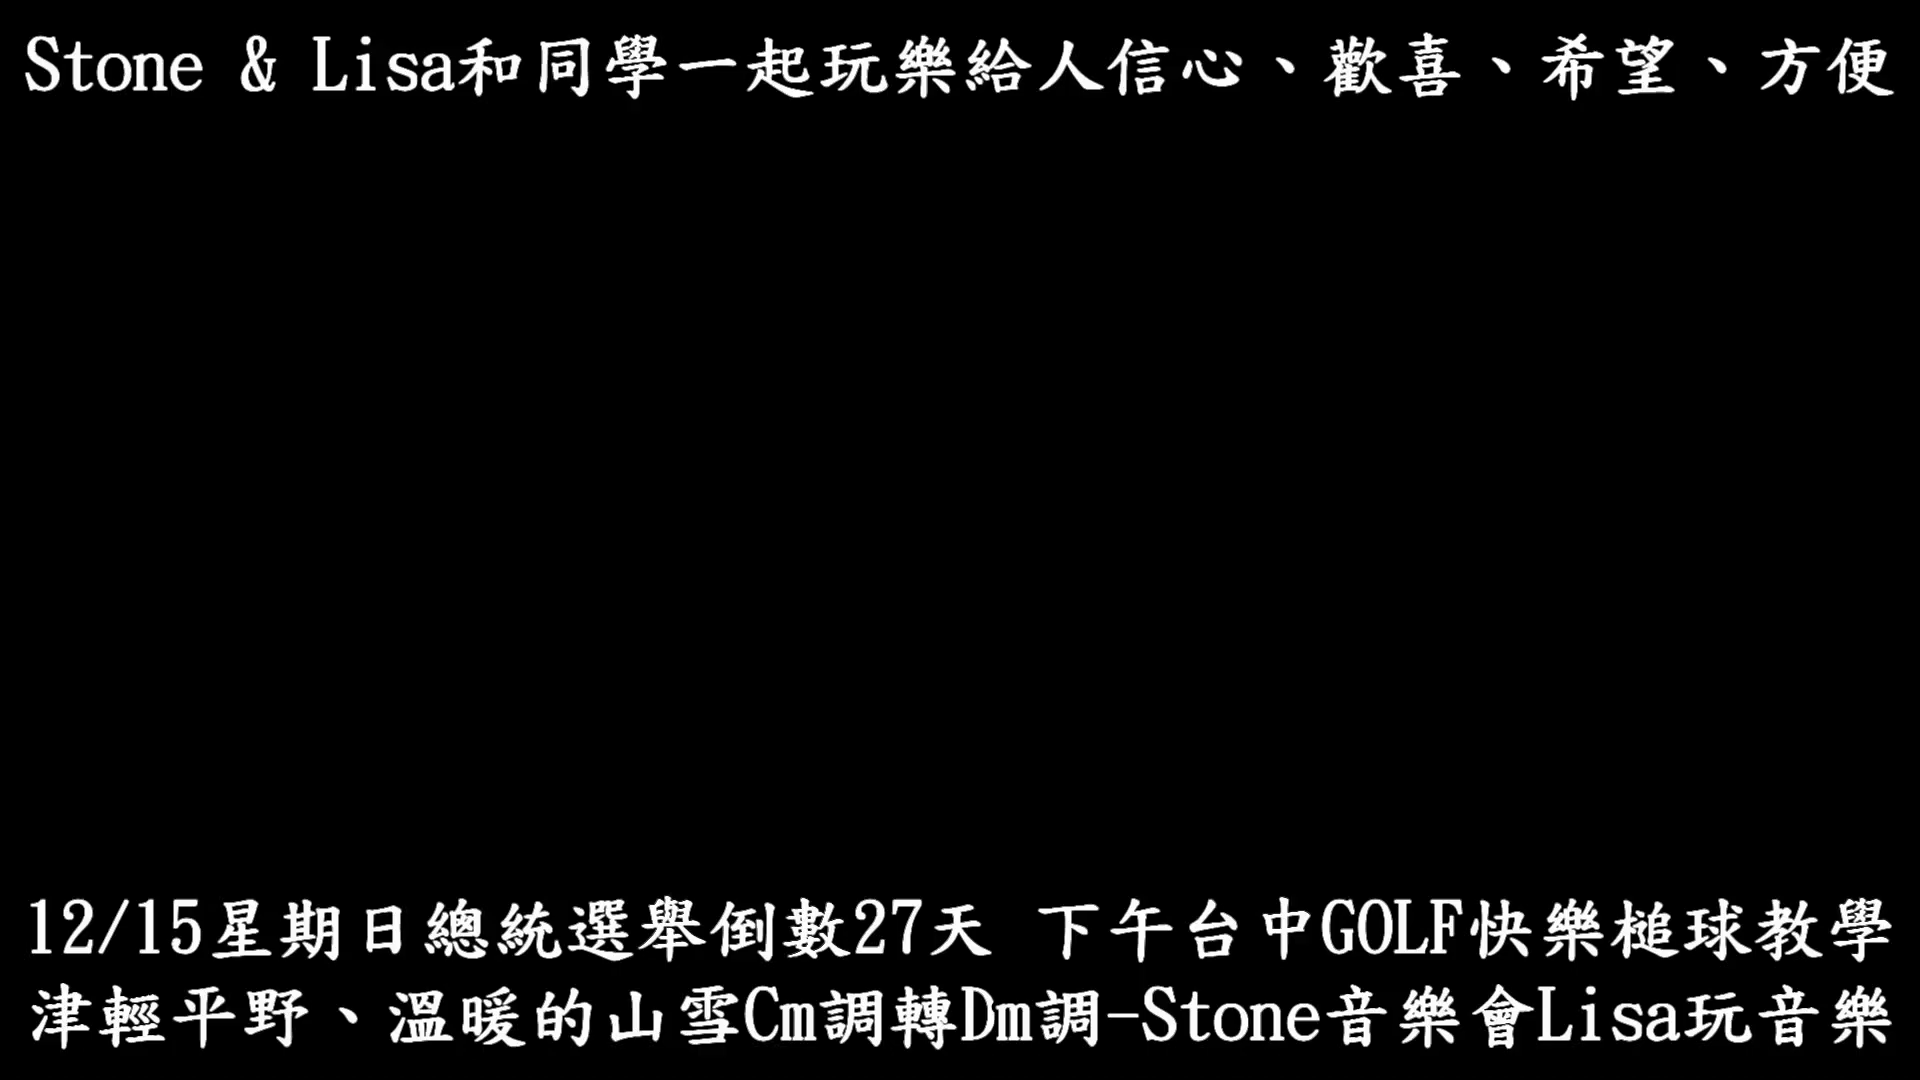 Stone & Lisa和同學一起玩樂給人信心、歡喜、希望、方便
12/15星期日總統選舉倒數27天 下午台中GOLF快樂槌球教學
津輕平野、溫暖的山雪Cm調轉Dm調-Stone音樂會Lisa玩音樂